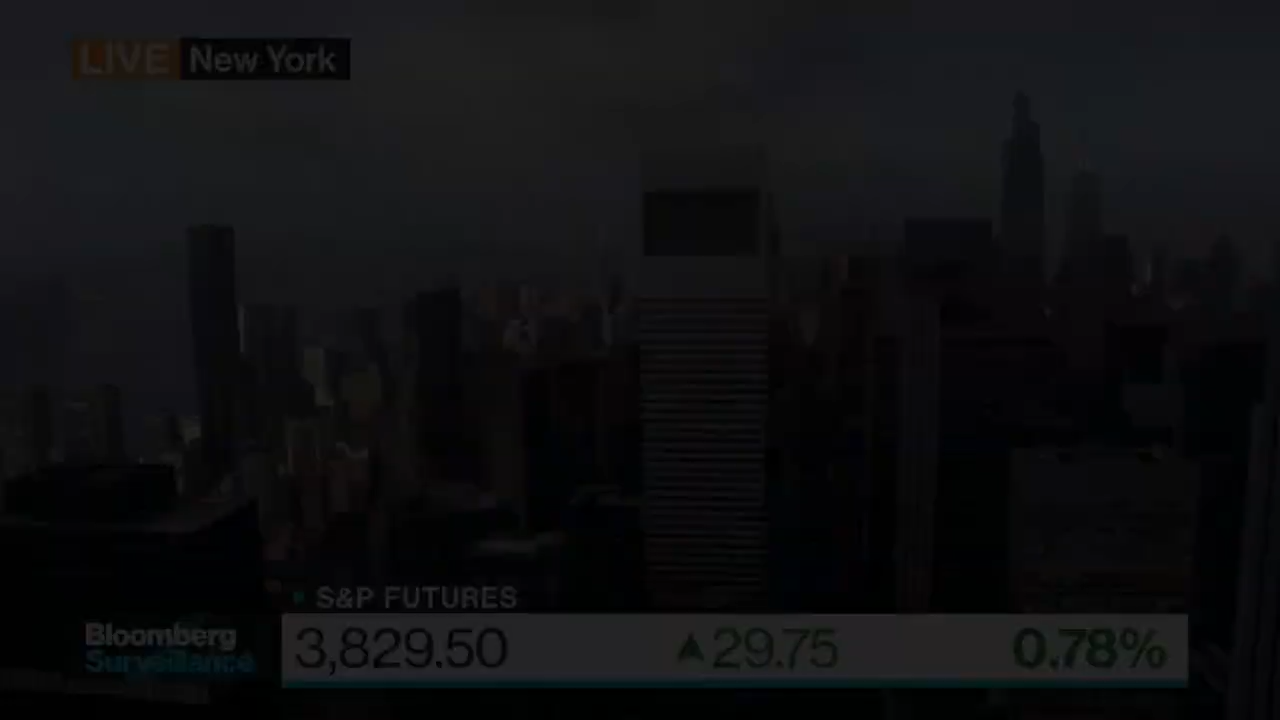 LIVE New York
S&P FUTURES
Bloomberg
Surveillance
3,829.50 ▲29.75 0.78%